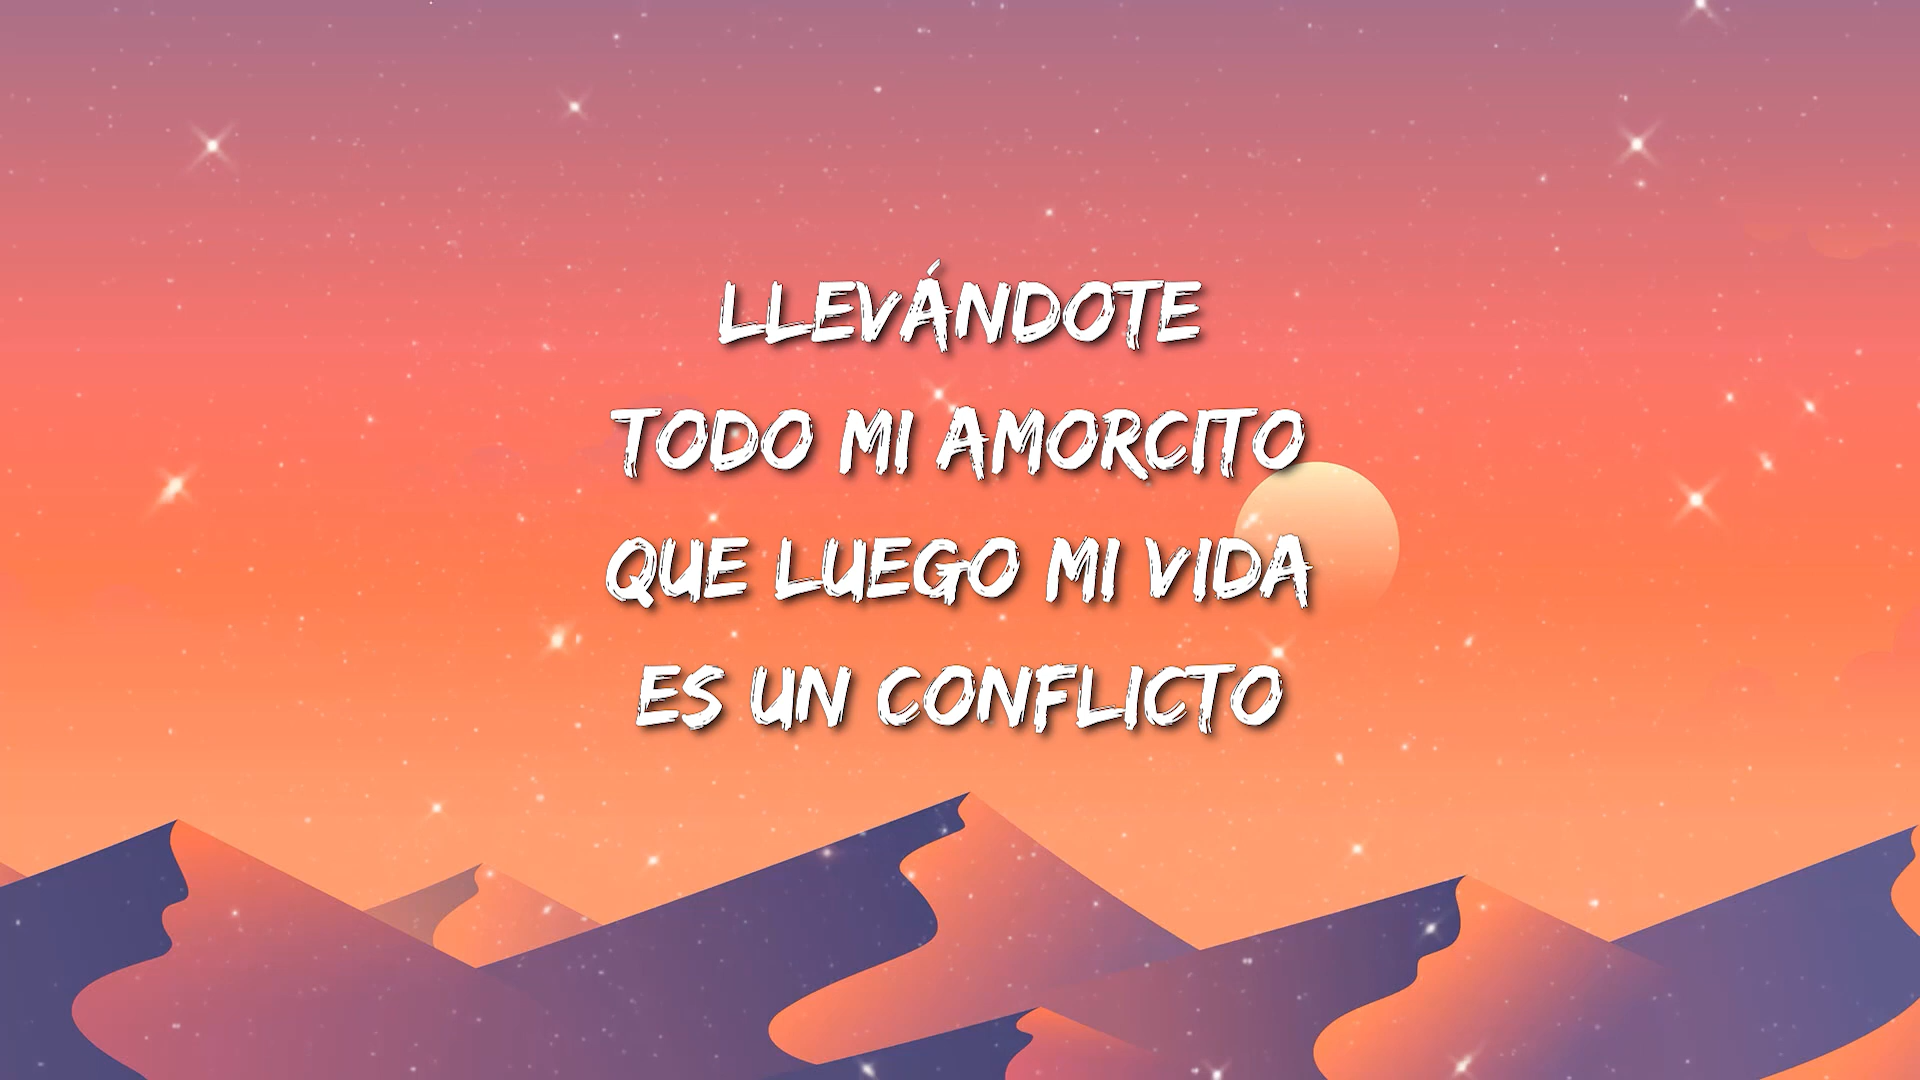 LLEVÁNDOTE
TODO MI AMORCITO
QUE LUEGO MI VIDA
ES UN CONFLICTO